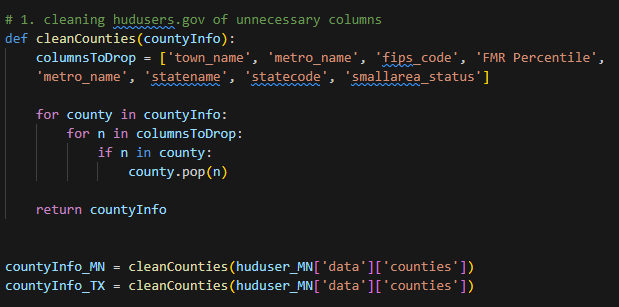 # 1. cleaning hudusers.gov of unnecessary columns
def cleanCounties(countyInfo):
    columnsToDrop = ['town_name', 'metro_name', 'fips_code', 'FMR Percentile',
    'metro_name', 'statename', 'statecode', 'smallarea_status']
    for county in countyInfo:
        for n in columnsToDrop:
            if n in county:
                county.pop(n)
    return countyInfo
countyInfo_MN = cleanCounties(huduser_MN['data']['counties'])
countyInfo_TX = cleanCounties(huduser_TX['data']['counties'])